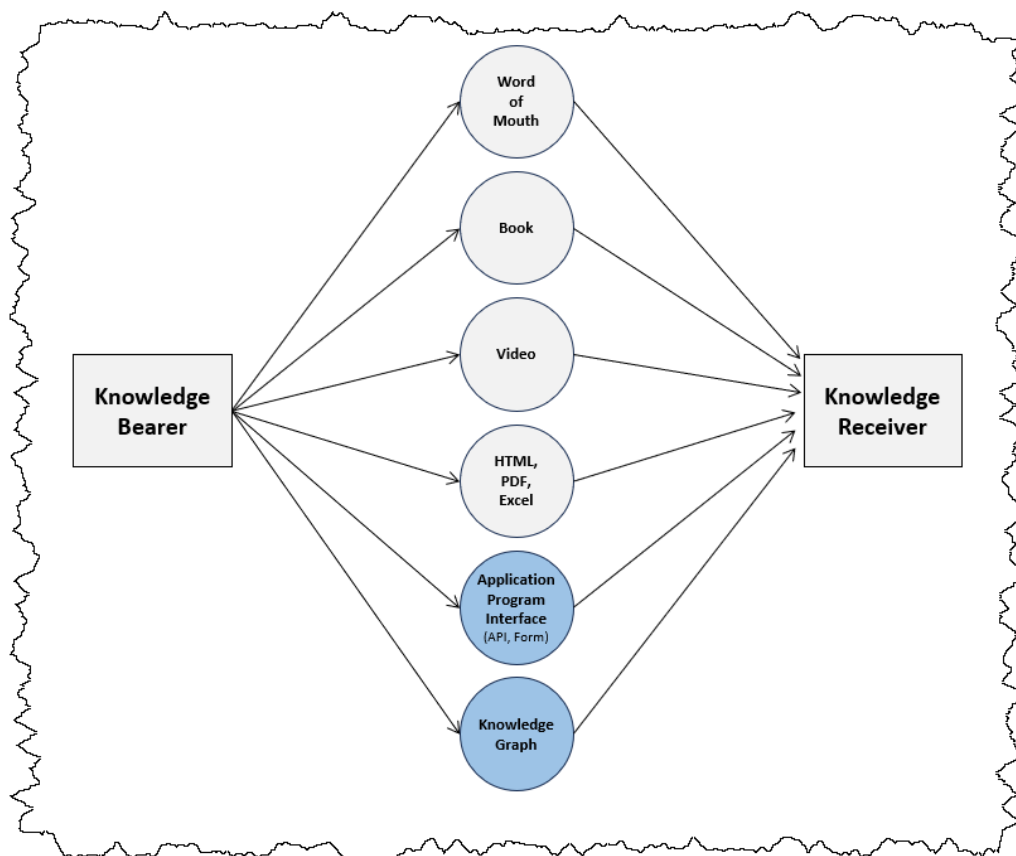 Word
of
Mouth
Book
Video
Knowledge
Bearer
Knowledge
Receiver
HTML,
PDF,
Excel
Application
Program
Interface
(API, Form)
Knowledge
Graph